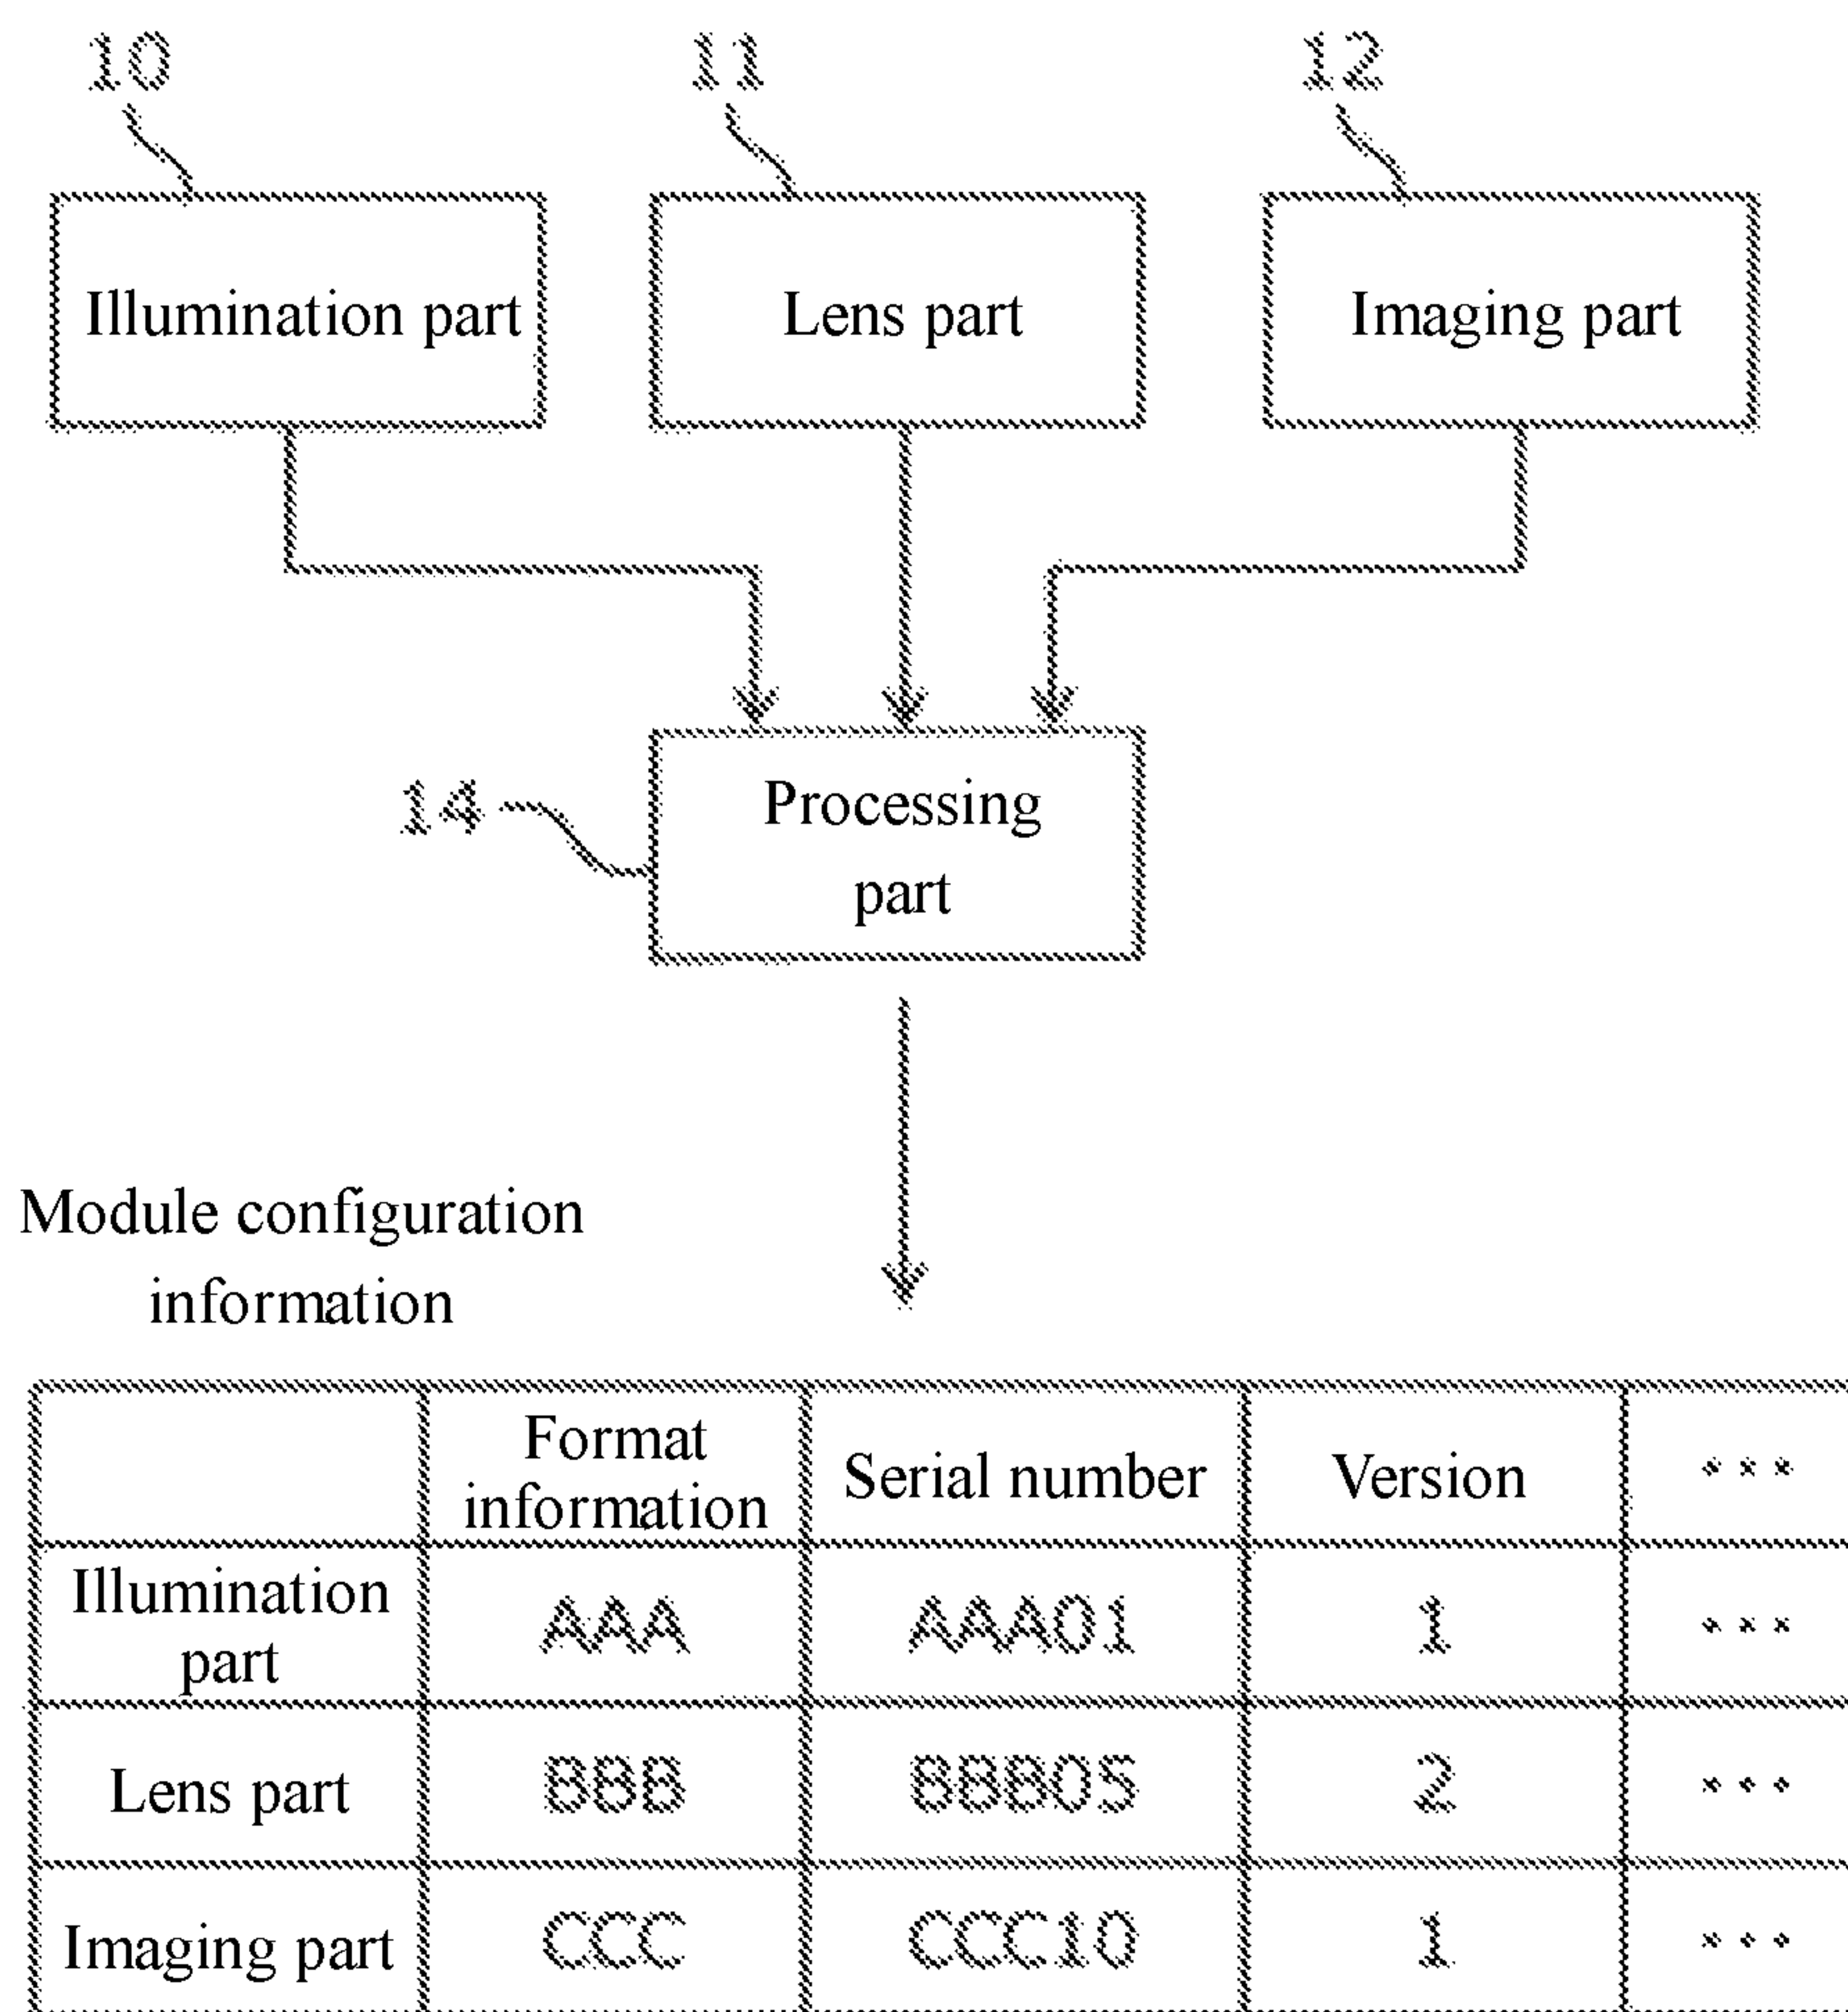 10 11 12
Illumination part Lens part Imaging part
14
Processing
part
Module configuration
information
Format
information Serial number Version ・・・
Illumination
part AAA AAA01 1 ・・・
Lens part BBB BBB05 2 ・・・
Imaging part CCC CCC10 1 ・・・